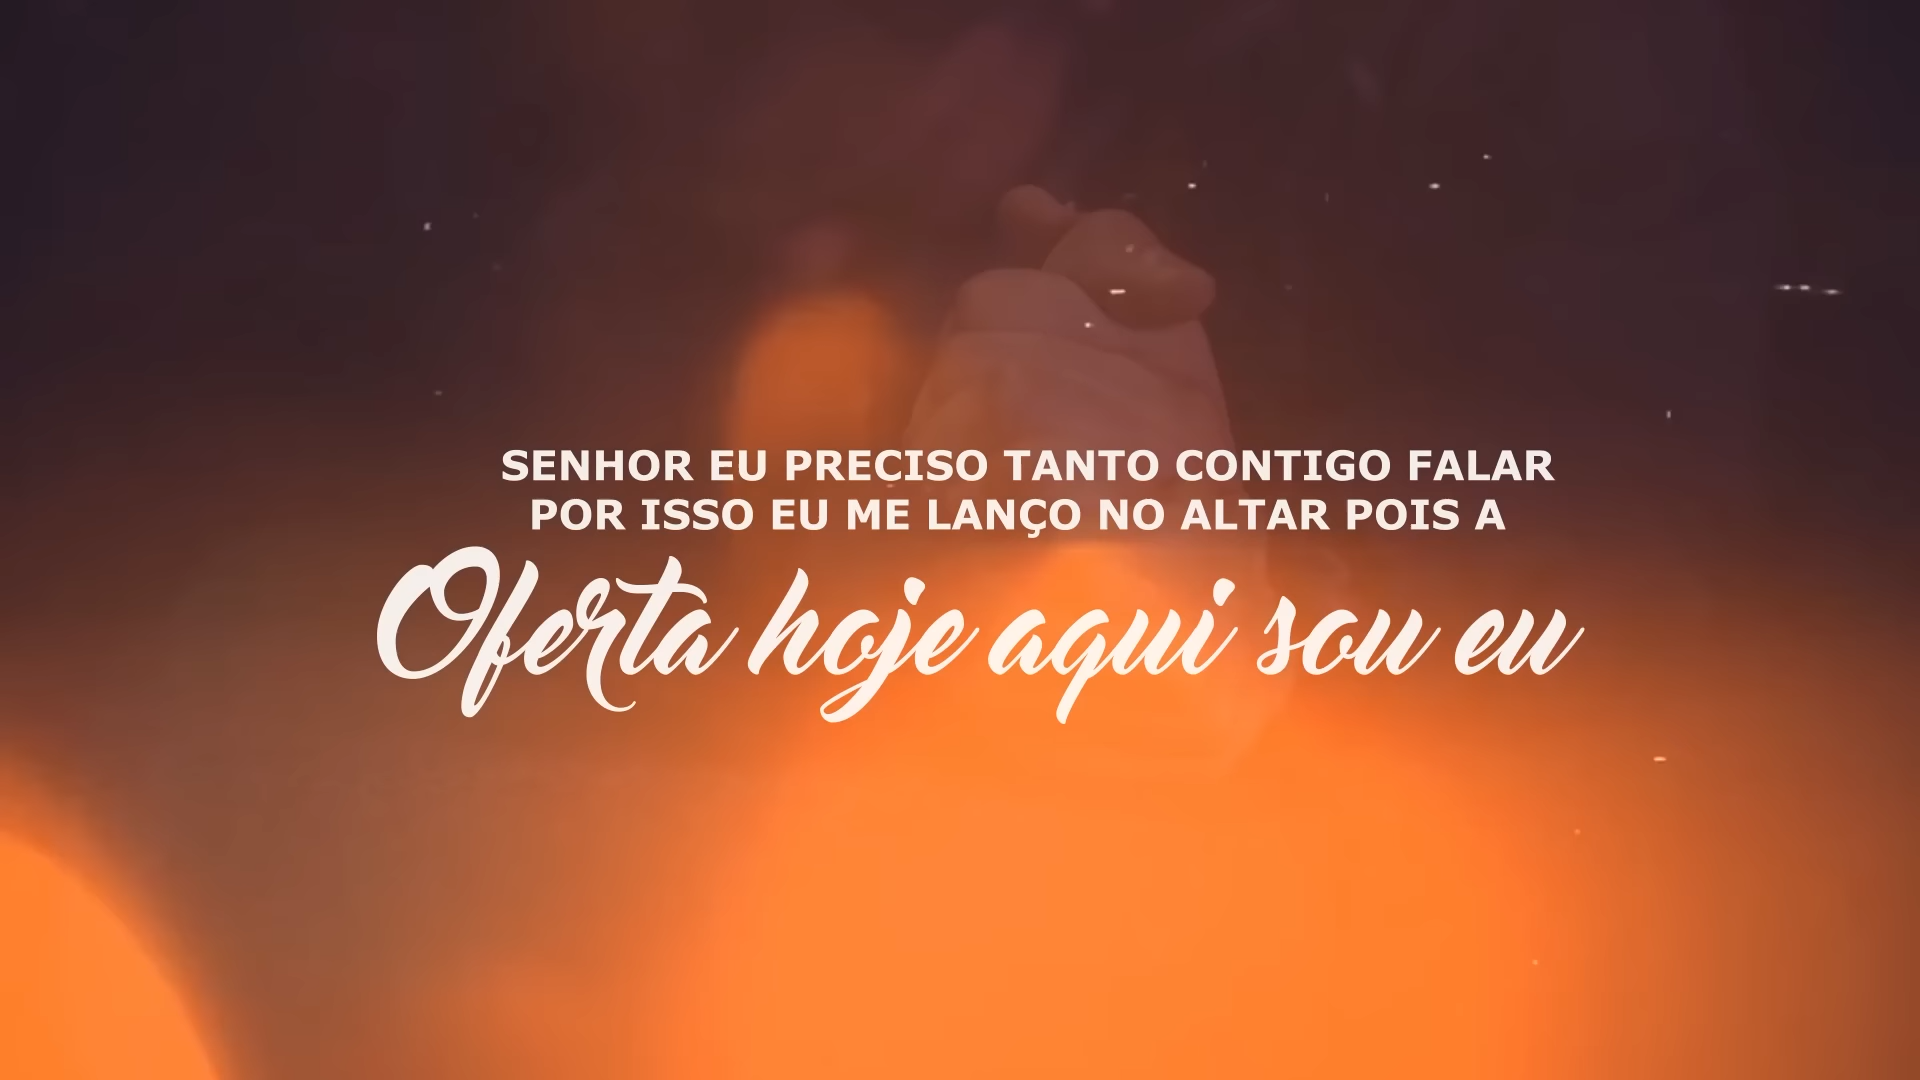 SENHOR EU PRECISO TANTO CONTIGO FALAR
POR ISSO EU ME LANÇO NO ALTAR POIS A
Oferta hoje aqui sou eu